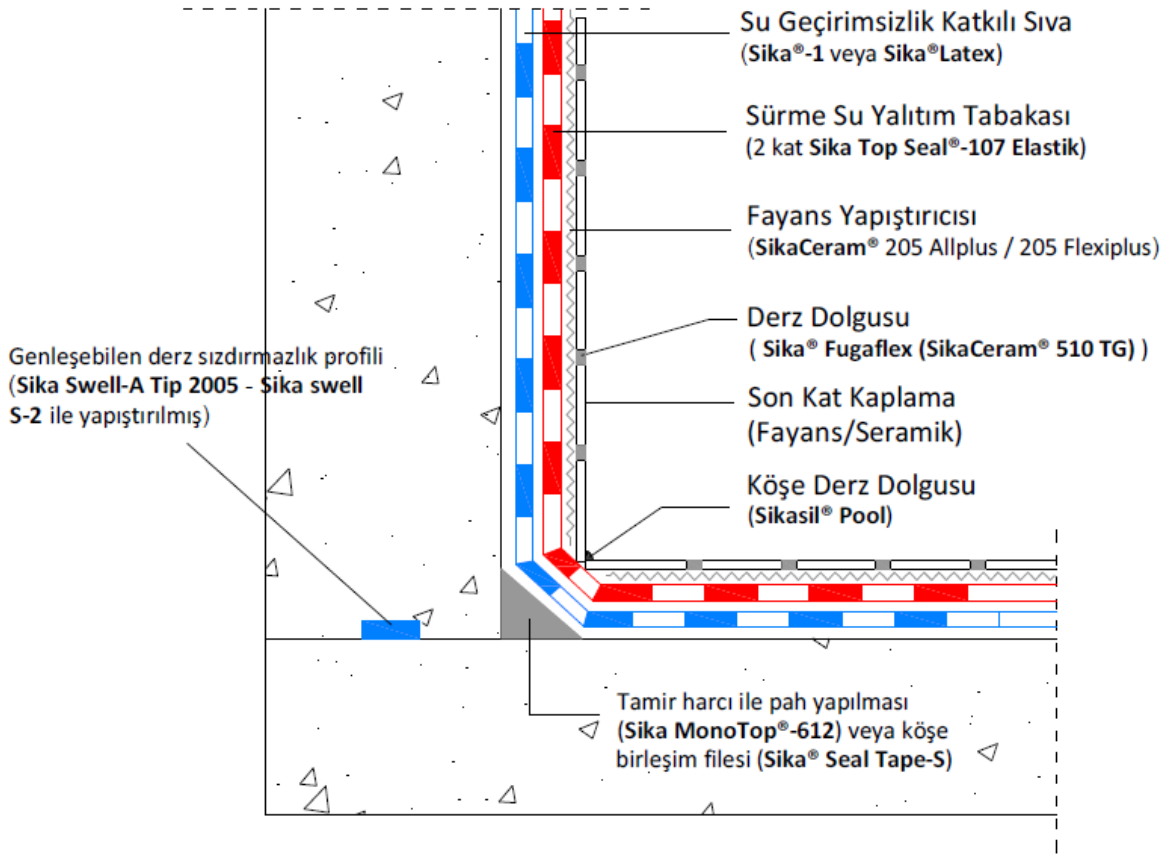 Su Geçirimsizlik Katkılı Sıva
(Sika®-1 veya Sika®Latex)
Sürme Su Yalıtım Tabakası
(2 kat Sika Top Seal®-107 Elastik)
Fayans Yapıştırıcısı
(SikaCeram® 205 Allplus / 205 Flexiplus)
Derz Dolgusu
( Sika® Fugaflex (SikaCeram® 510 TG) )
Son Kat Kaplama
(Fayans/Seramik)
Köşe Derz Dolgusu
(Sikasil® Pool)
Genleşebilen derz sızdırmazlık profili
(Sika Swell-A Tip 2005 - Sika swell
S-2 ile yapıştırılmış)
Tamir harcı ile pah yapılması
(Sika MonoTop®-612) veya köşe
birleşim filesi (Sika® Seal Tape-S)